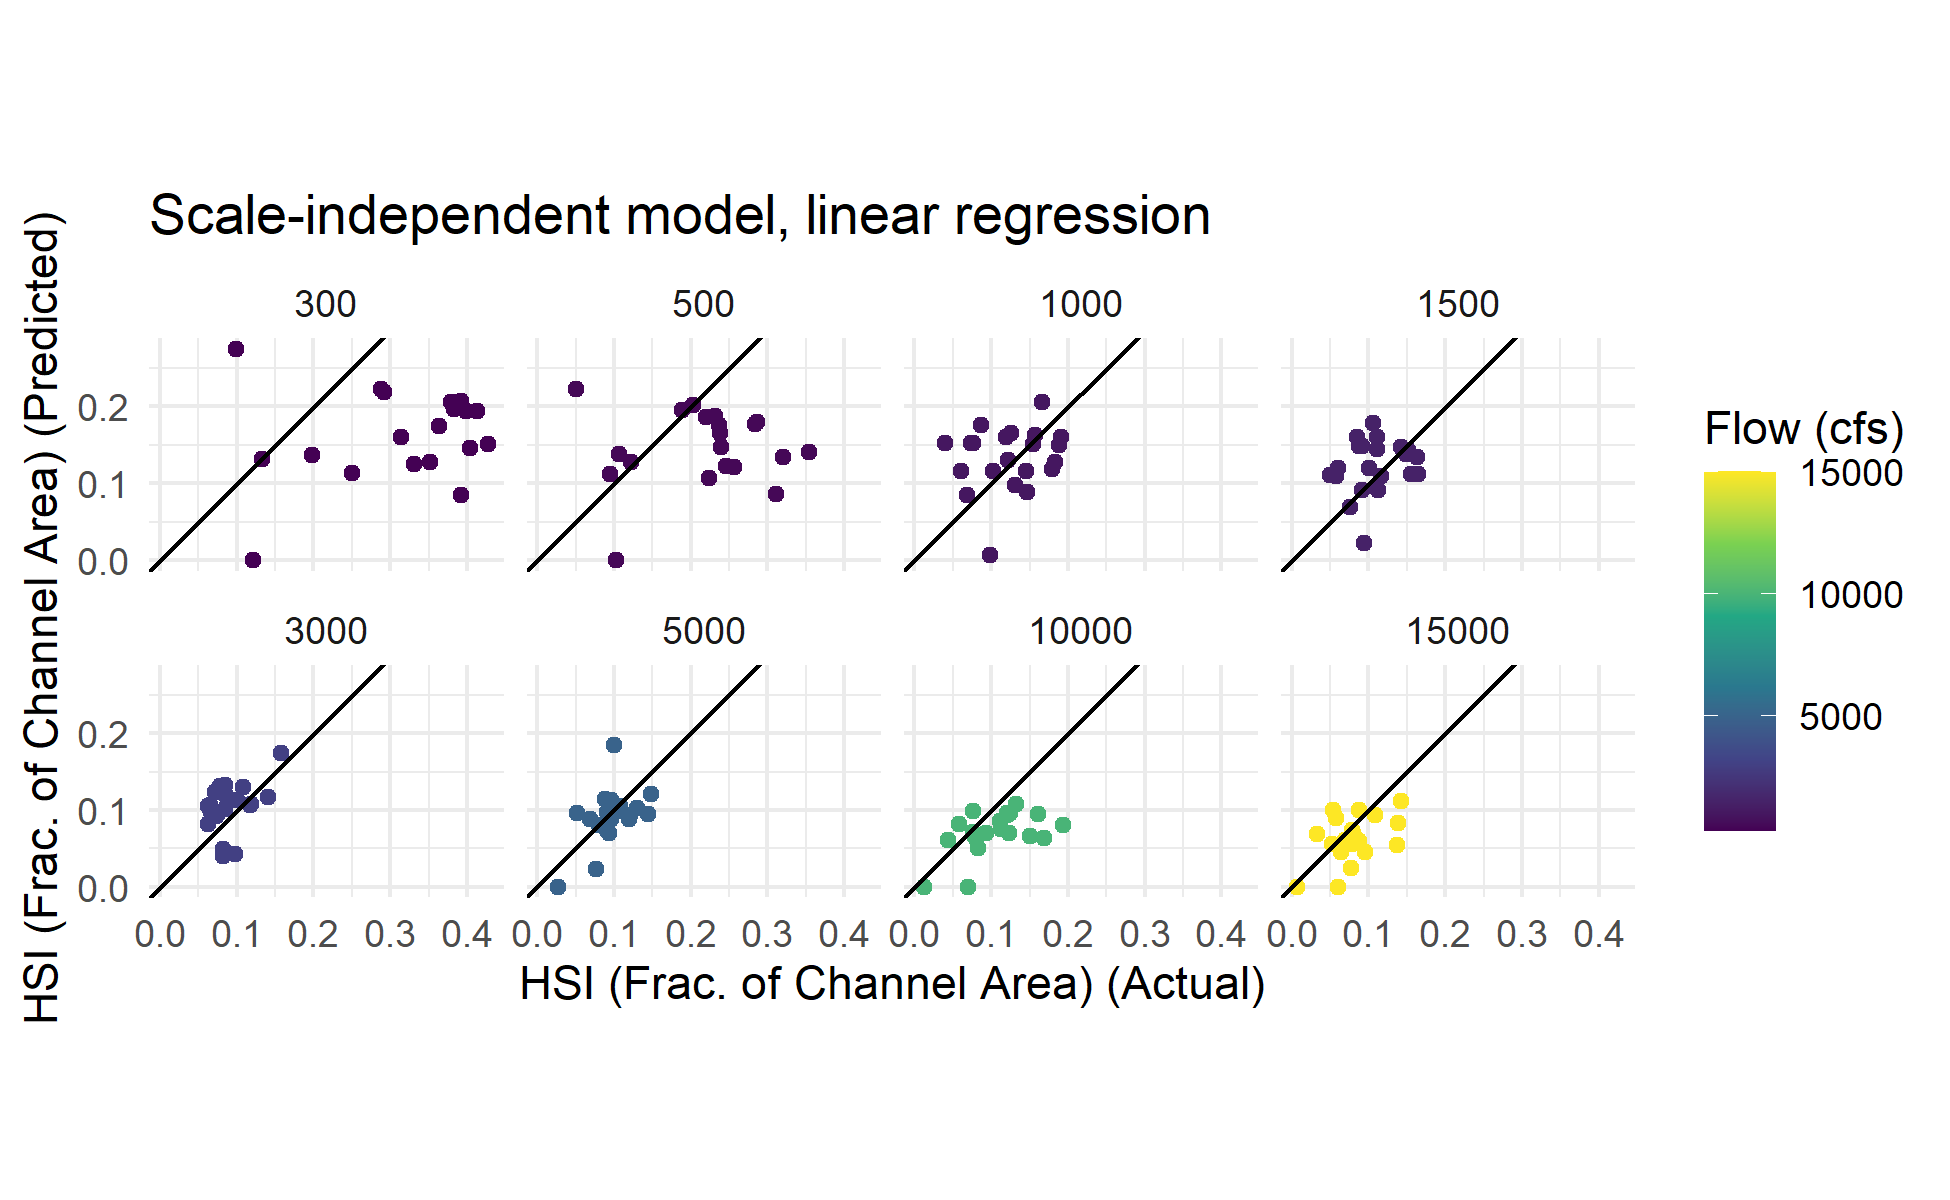 Scale-independent model, linear regression
HSI (Frac. of Channel Area) (Predicted)
300 500 1000 1500
0.2
0.1
0.0
3000 5000 10000 15000
0.2
0.1
0.0
0.0 0.1 0.2 0.3 0.4 0.0 0.1 0.2 0.3 0.4 0.0 0.1 0.2 0.3 0.4 0.0 0.1 0.2 0.3 0.4
HSI (Frac. of Channel Area) (Actual)
Flow (cfs)
15000
10000
5000